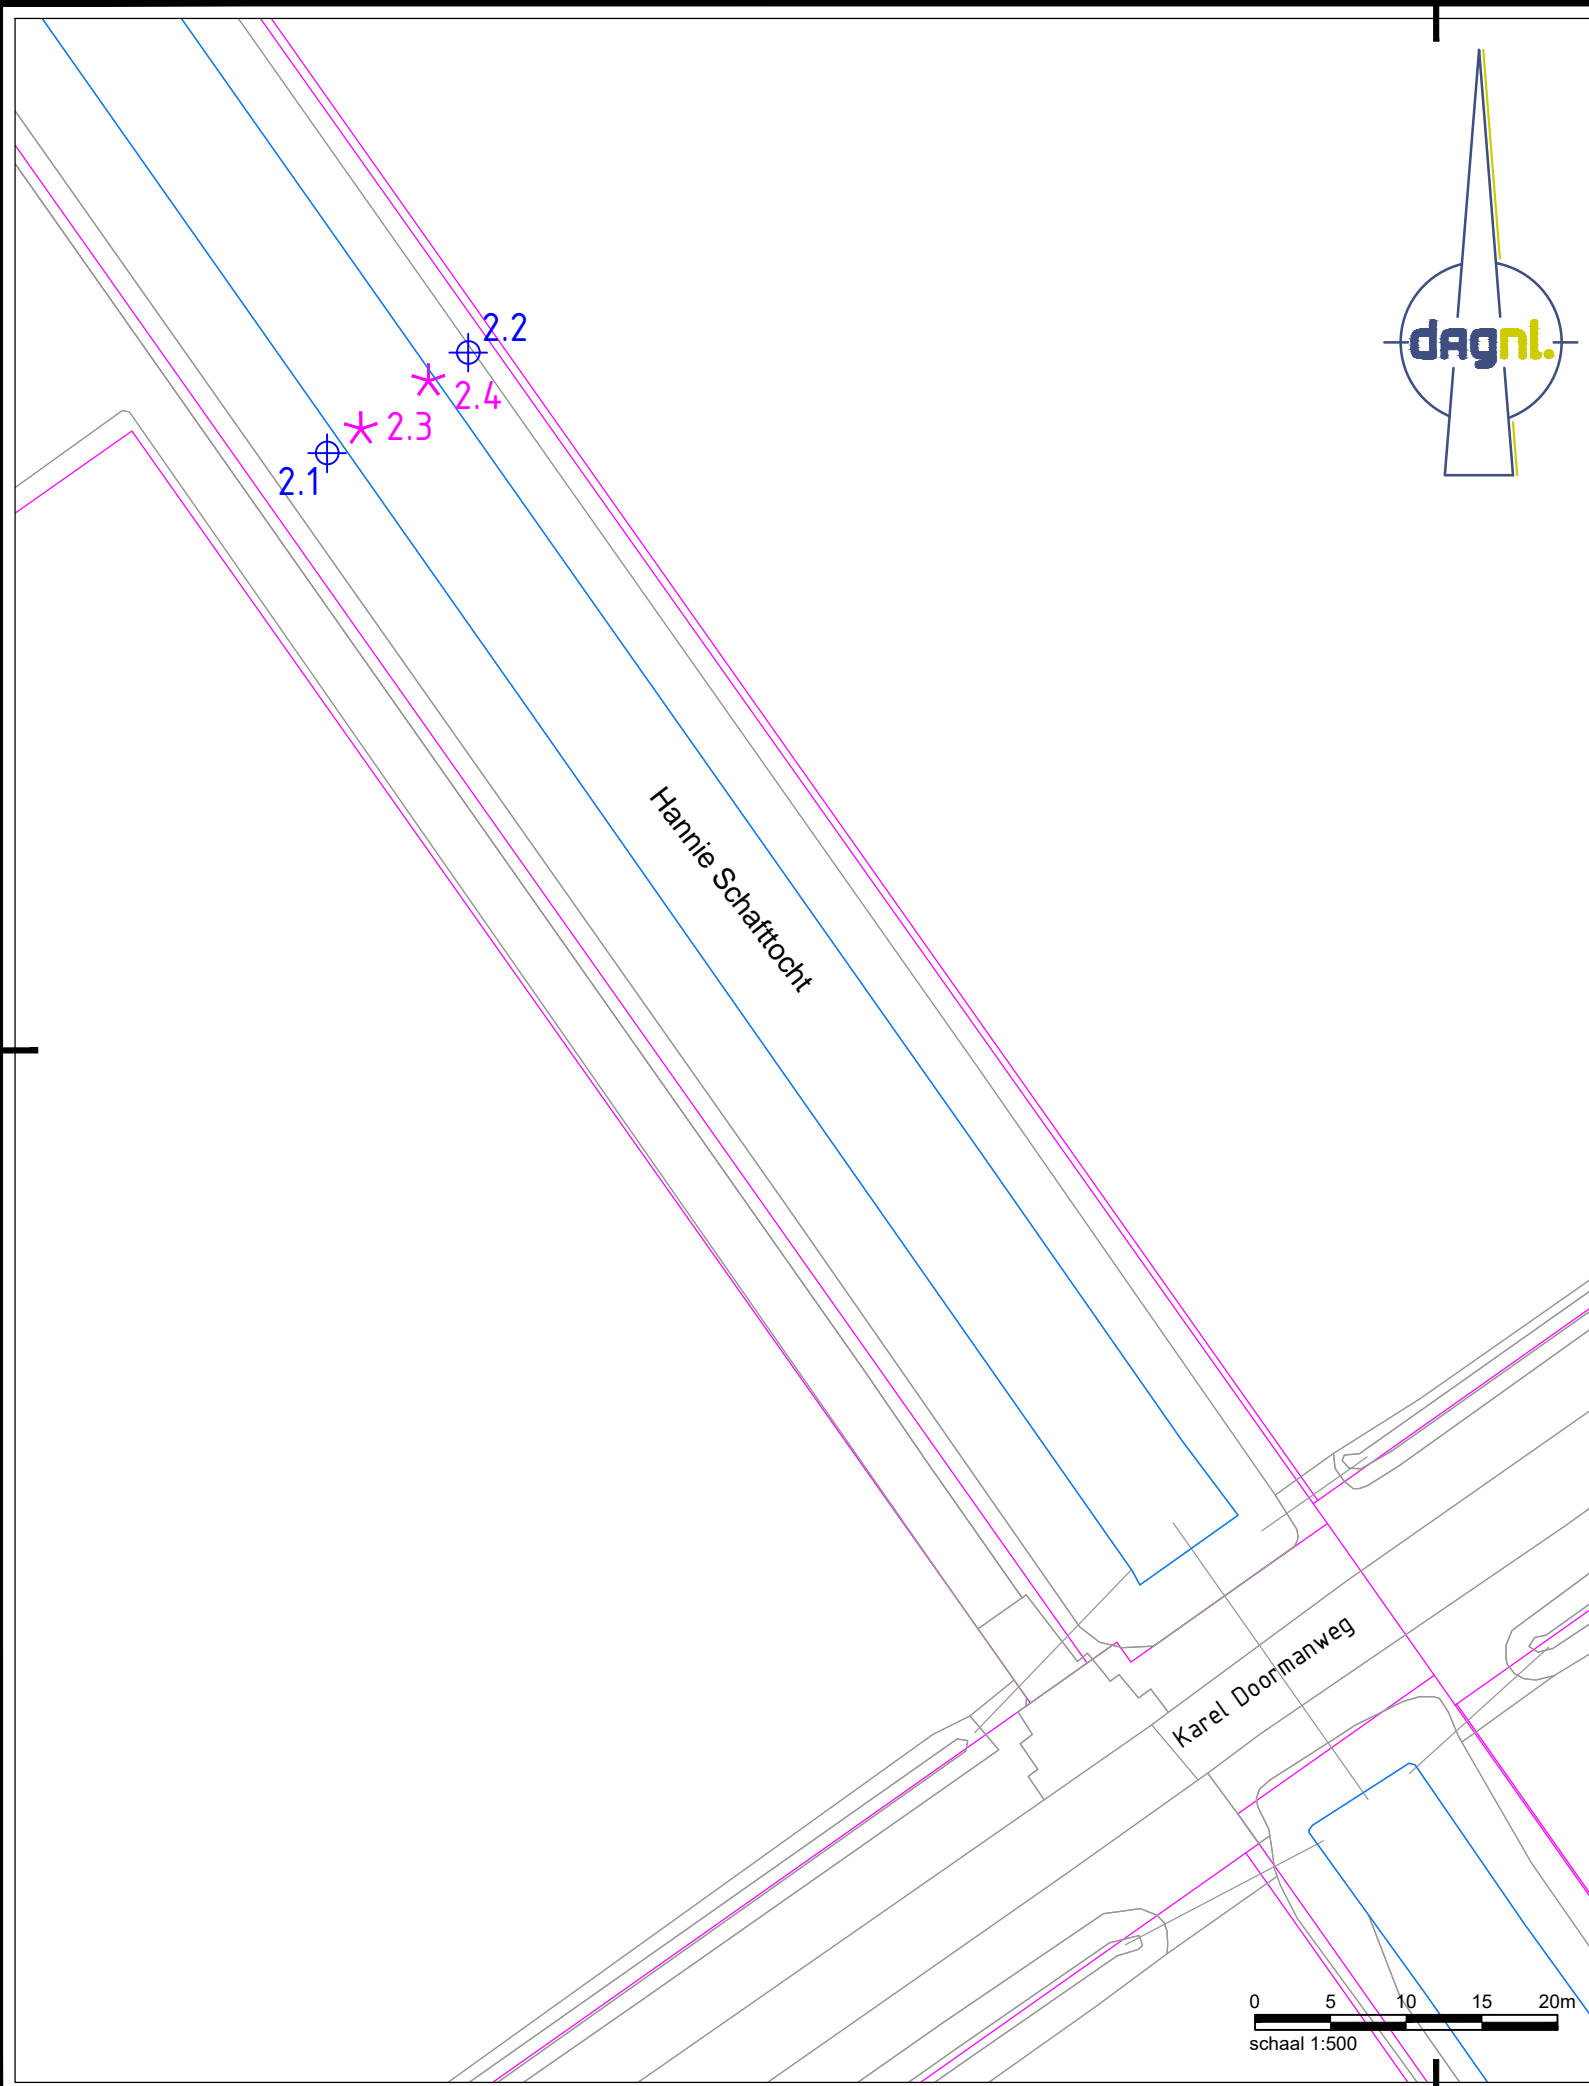 dagnl.
2.2
2.4
2.3
2.1
Hannie Schafttocht
Karel Doormanweg
0 5 10 15 20m
schaal 1:500